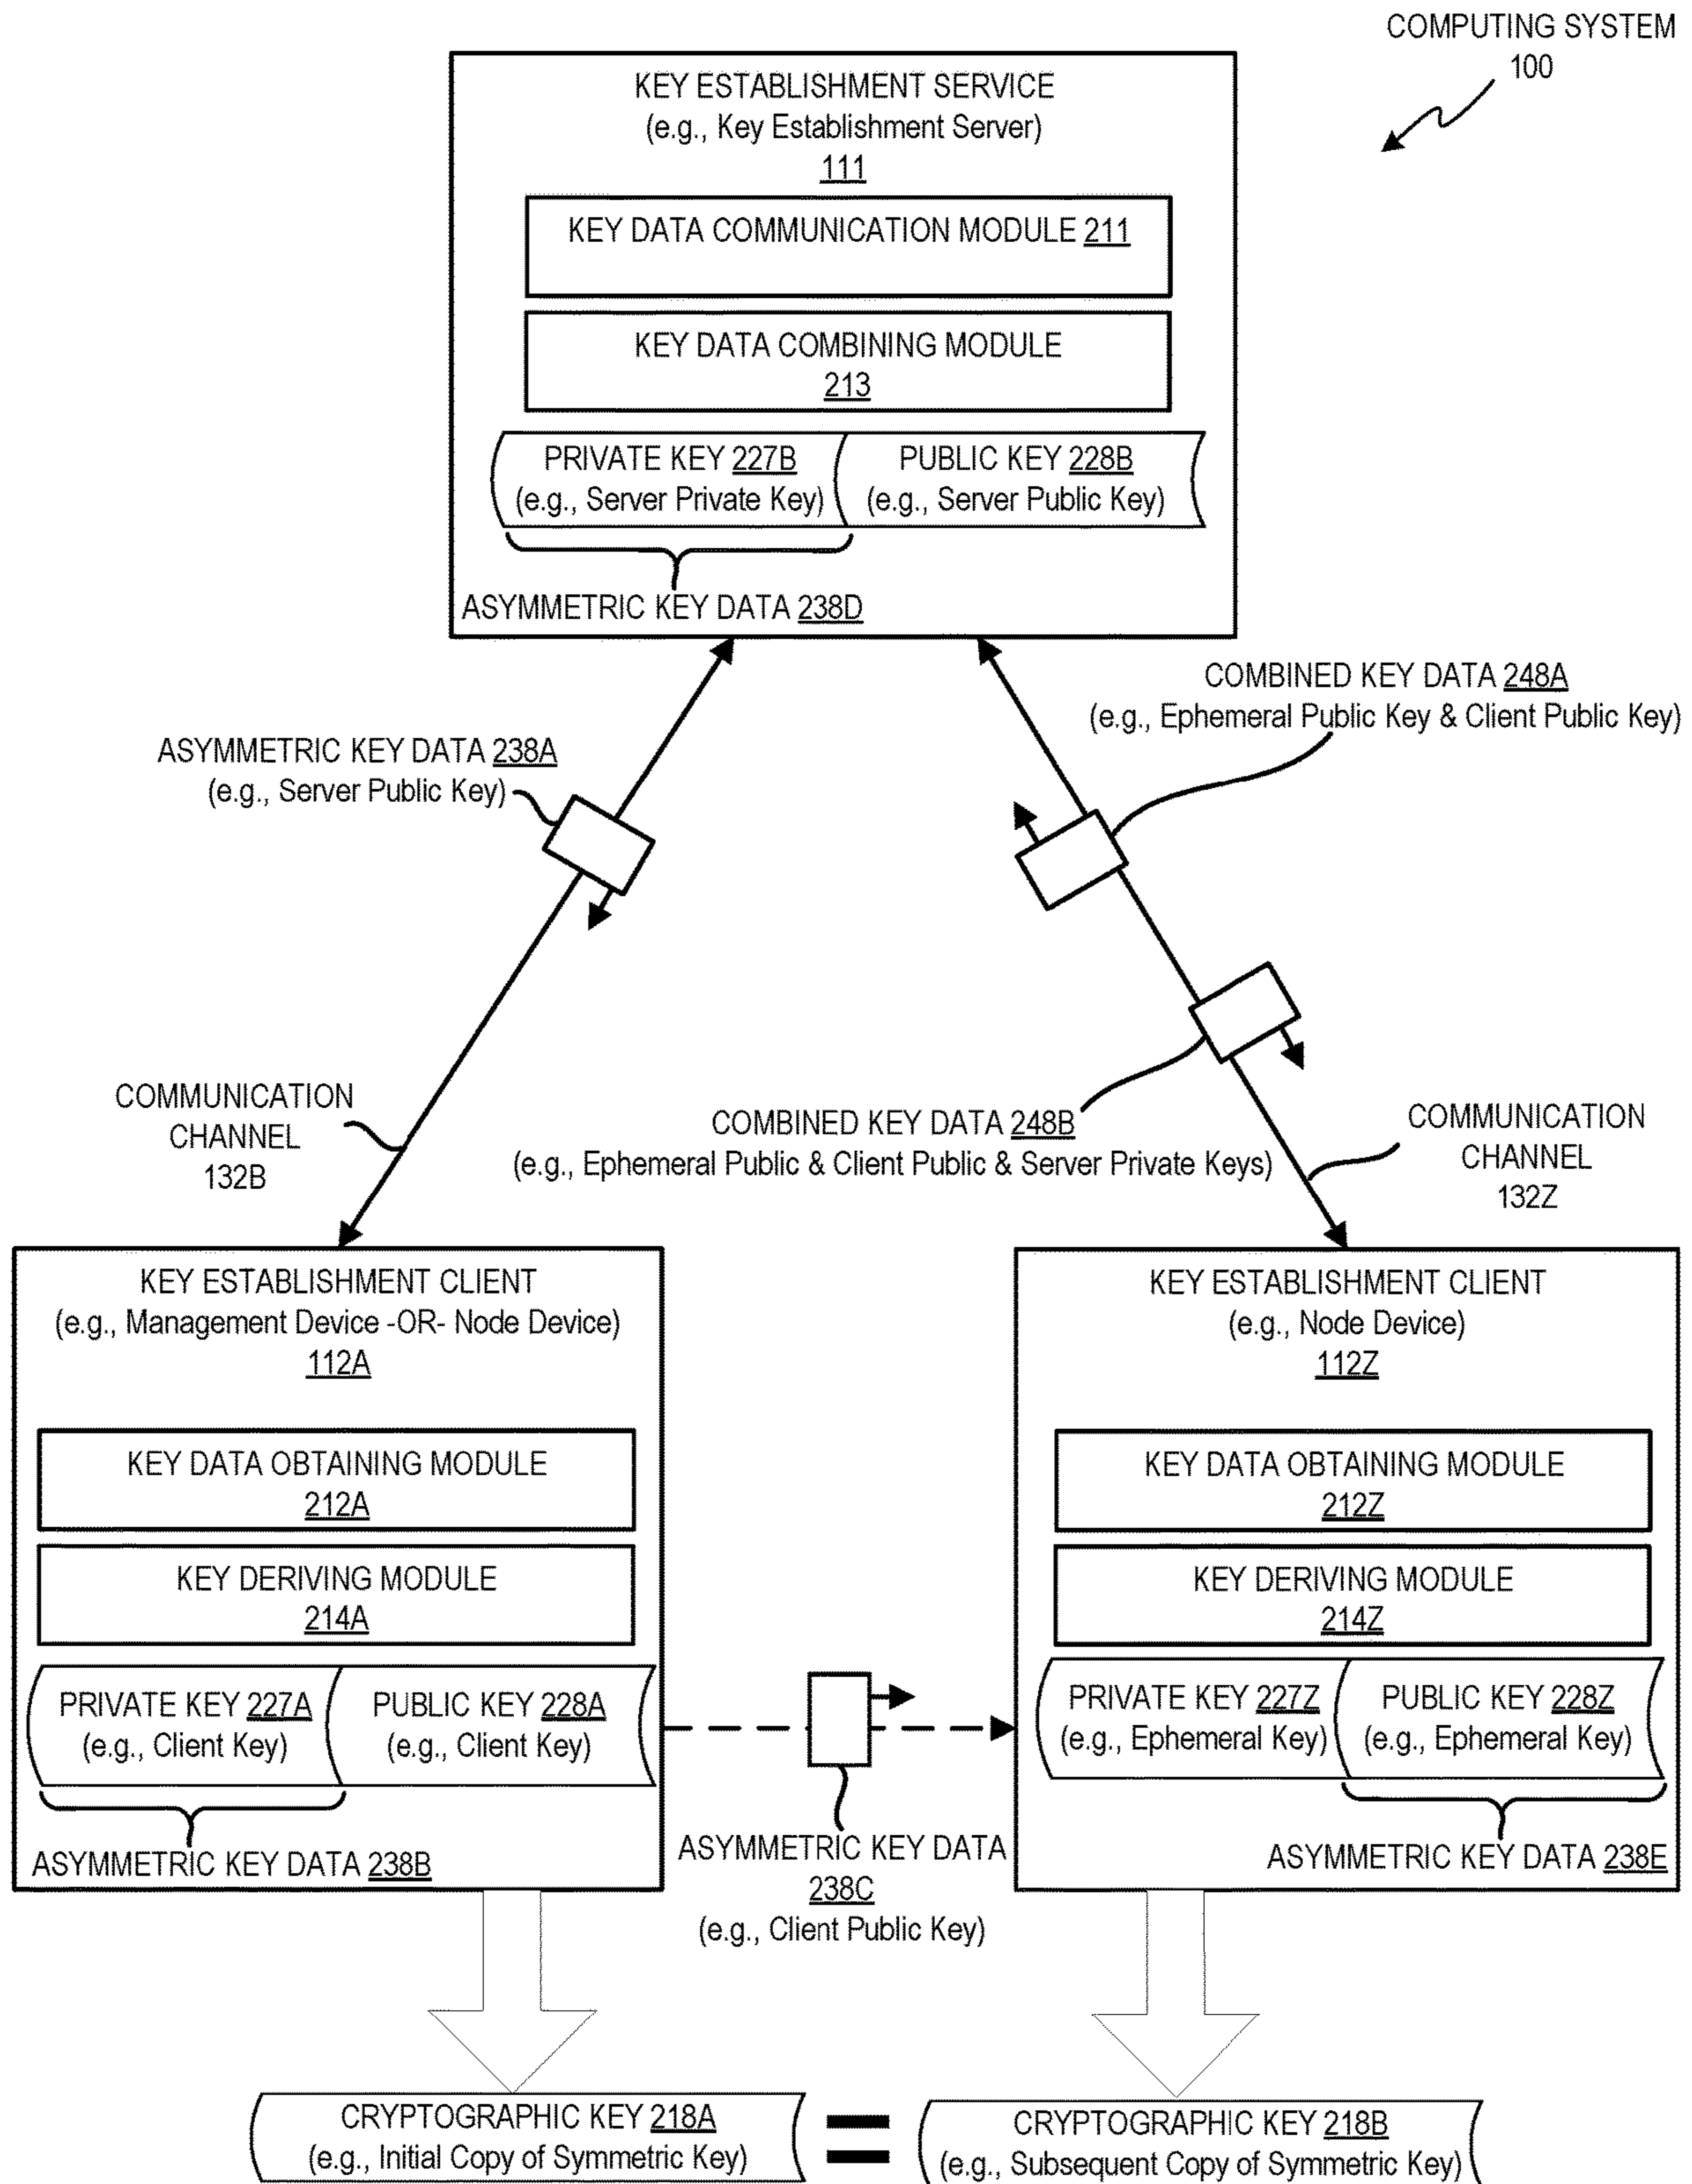 COMPUTING SYSTEM
100
KEY ESTABLISHMENT SERVICE
(e.g., Key Establishment Server)
111
KEY DATA COMMUNICATION MODULE 211
KEY DATA COMBINING MODULE
213
PRIVATE KEY 227B
(e.g., Server Private Key)
PUBLIC KEY 228B
(e.g., Server Public Key)
ASYMMETRIC KEY DATA 238D
COMBINED KEY DATA 248A
(e.g., Ephemeral Public Key & Client Public Key)
ASYMMETRIC KEY DATA 238A
(e.g., Server Public Key)
COMMUNICATION
CHANNEL
132B
COMBINED KEY DATA 248B
(e.g., Ephemeral Public & Client Public & Server Private Keys)
COMMUNICATION
CHANNEL
132Z
KEY ESTABLISHMENT CLIENT
(e.g., Management Device -OR- Node Device)
112A
KEY DATA OBTAINING MODULE
212A
KEY DERIVING MODULE
214A
PRIVATE KEY 227A
(e.g., Client Key)
PUBLIC KEY 228A
(e.g., Client Key)
ASYMMETRIC KEY DATA 238B
ASYMMETRIC KEY DATA
238C
(e.g., Client Public Key)
KEY ESTABLISHMENT CLIENT
(e.g., Node Device)
112Z
KEY DATA OBTAINING MODULE
212Z
KEY DERIVING MODULE
214Z
PRIVATE KEY 227Z
(e.g., Ephemeral Key)
PUBLIC KEY 228Z
(e.g., Ephemeral Key)
ASYMMETRIC KEY DATA 238E
CRYPTOGRAPHIC KEY 218A
(e.g., Initial Copy of Symmetric Key)
=
CRYPTOGRAPHIC KEY 218B
(e.g., Subsequent Copy of Symmetric Key)